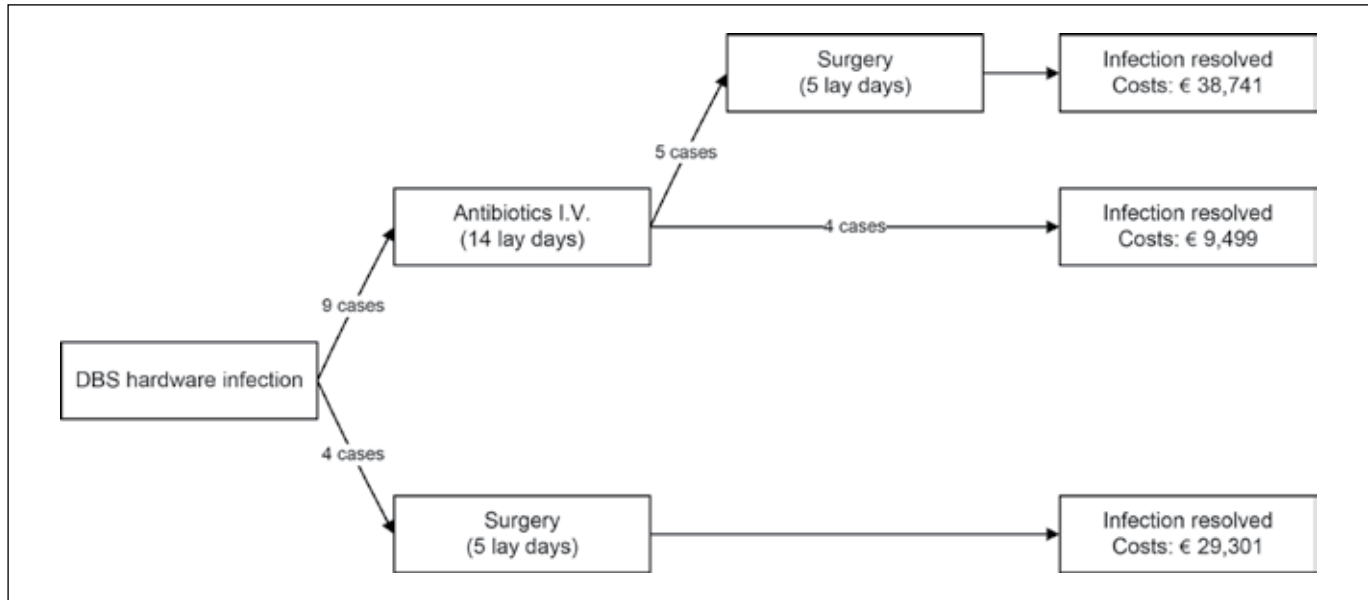 Surgery
(5 lay days)
Infection resolved
Costs: € 38,741
5 cases
Antibiotics I.V.
(14 lay days)
4 cases
Infection resolved
Costs: € 9,499
9 cases
DBS hardware infection
4 cases
Surgery
(5 lay days)
Infection resolved
Costs: € 29,301